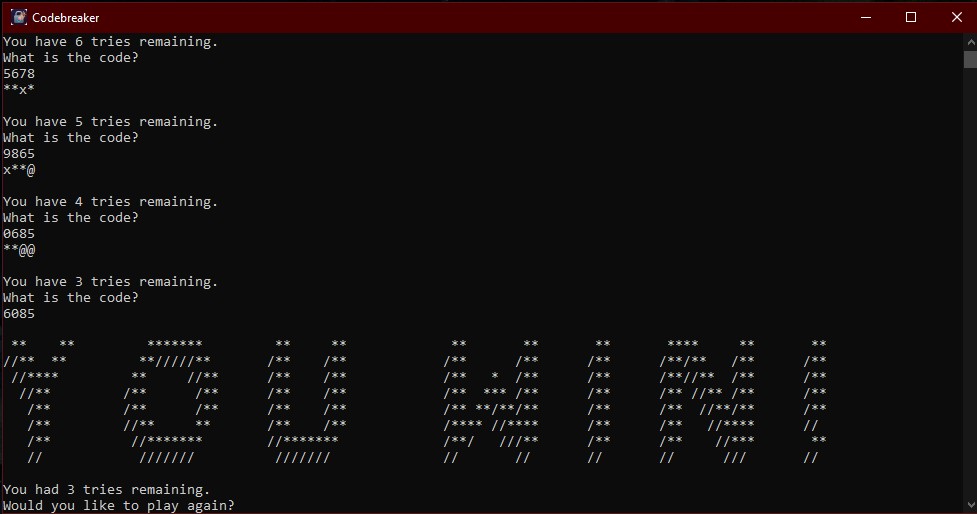 Codebreaker
You have 6 tries remaining.
What is the code?
5678
**x*
You have 5 tries remaining.
What is the code?
9865
x**@
You have 4 tries remaining.
What is the code?
0685
**@@
You have 3 tries remaining.
What is the code?
6085
YOU WIN!
You had 3 tries remaining.
Would you like to play again?